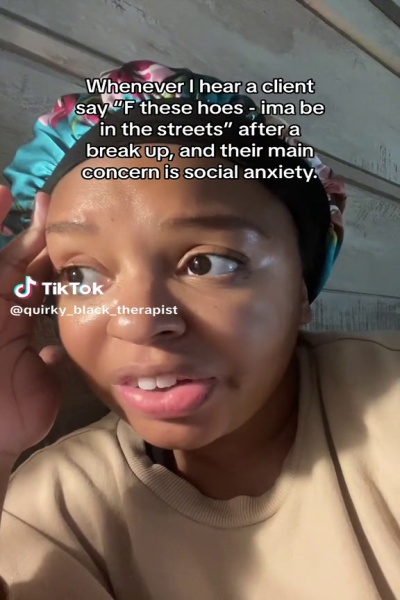 Whenever I hear a client
say “F these hoes - ima be
in the streets” after a
break up, and their main
concern is social anxiety.
TikTok
@quirky_black_therapist